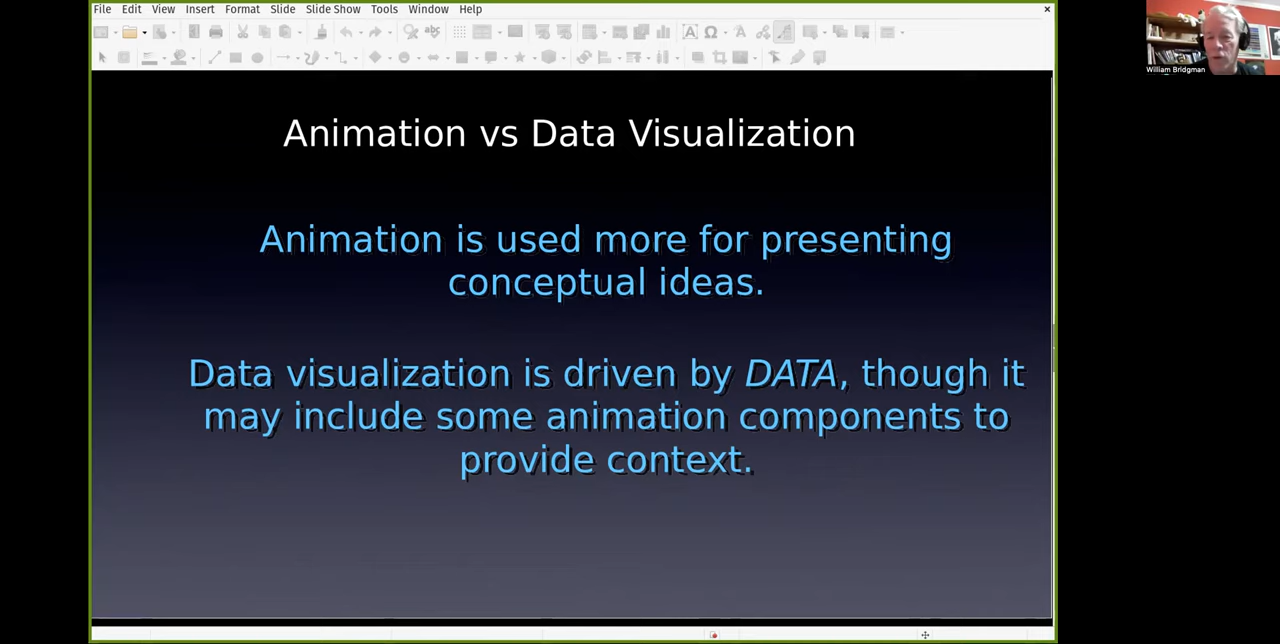 File Edit View Insert Format Slide Slide Show Tools Window Help
William Bridgman
Animation vs Data Visualization
Animation is used more for presenting
conceptual ideas.
Data visualization is driven by DATA, though it
may include some animation components to
provide context.